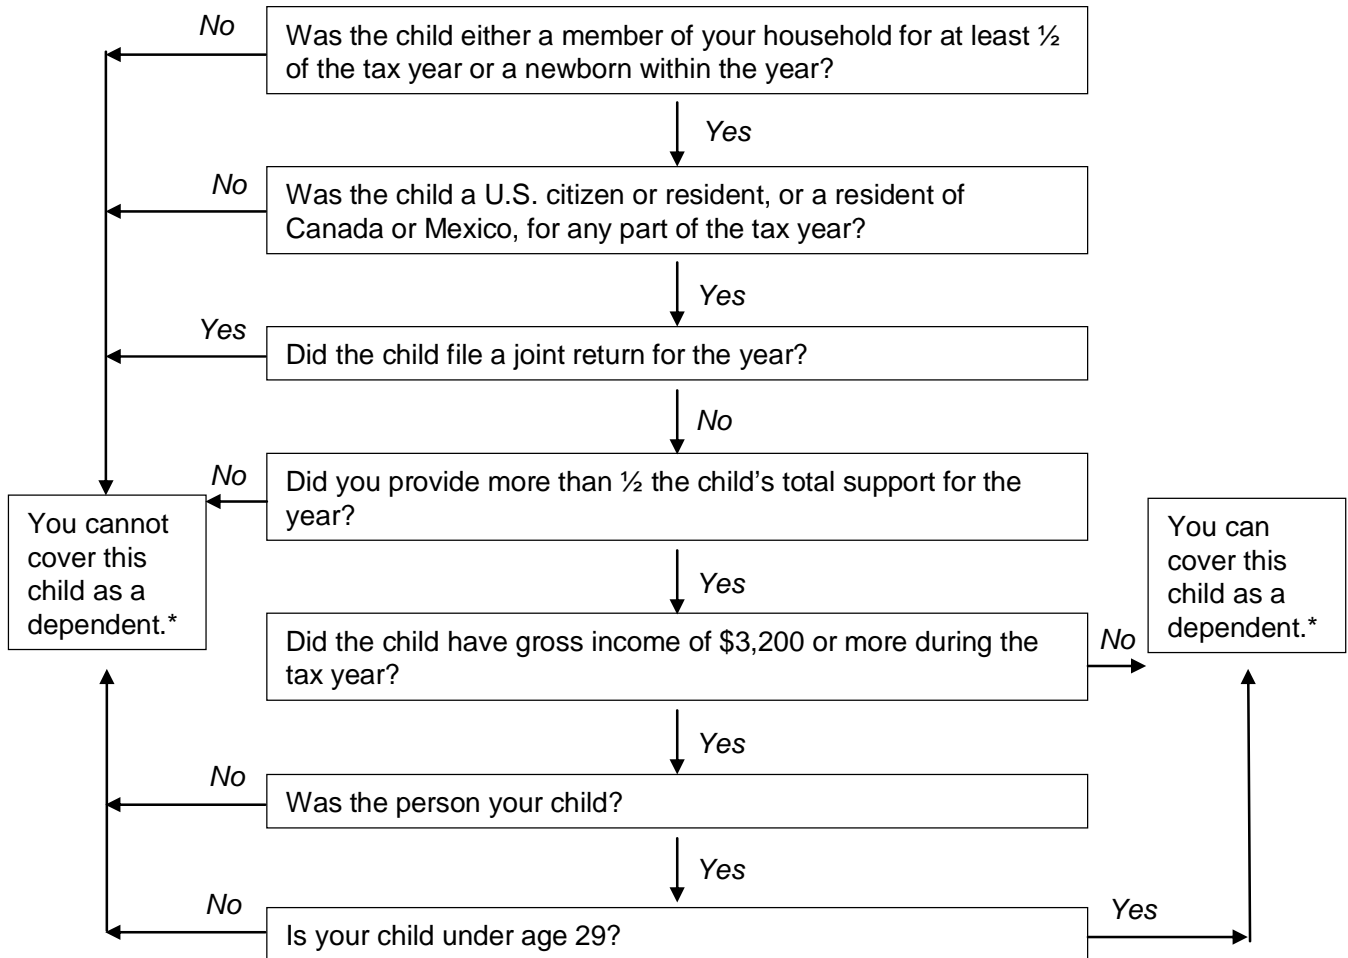 No
Was the child either a member of your household for at least ½
of the tax year or a newborn within the year?
Yes
No
Was the child a U.S. citizen or resident, or a resident of
Canada or Mexico, for any part of the tax year?
Yes
Yes
Did the child file a joint return for the year?
No
No
Did you provide more than ½ the child’s total support for the
year?
You cannot
cover this
child as a
dependent.*
You can
cover this
child as a
dependent.*
Yes
Did the child have gross income of $3,200 or more during the
tax year?
No
Yes
No
Was the person your child?
Yes
No
Is your child under age 29?
Yes